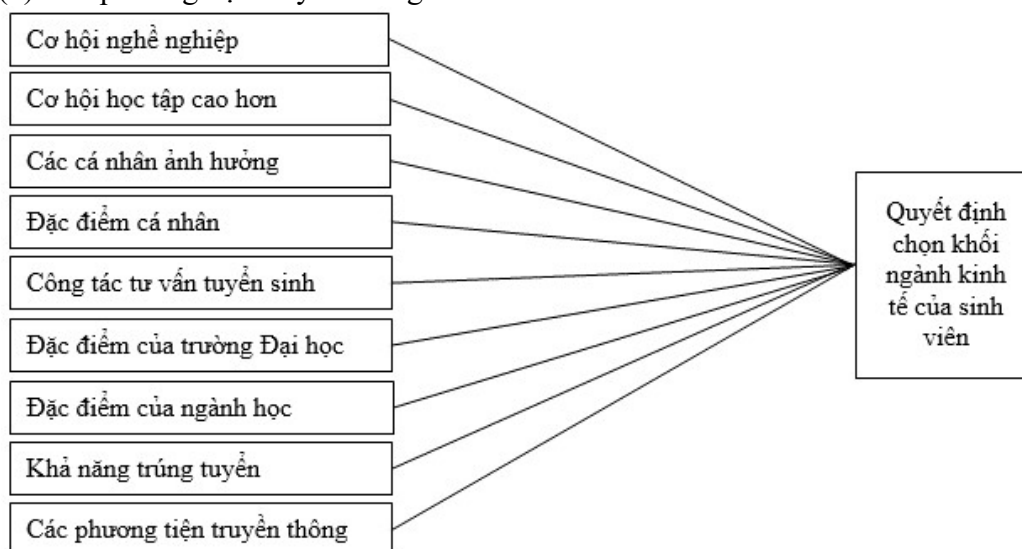 Cơ hội nghề nghiệp
Cơ hội học tập cao hơn
Các cá nhân ảnh hưởng
Đặc điểm cá nhân
Công tác tư vấn tuyển sinh
Đặc điểm của trường Đại học
Đặc điểm của ngành học
Khả năng trúng tuyển
Các phương tiện truyền thông
Quyết định
chọn khối
ngành kinh
tế của sinh
viên